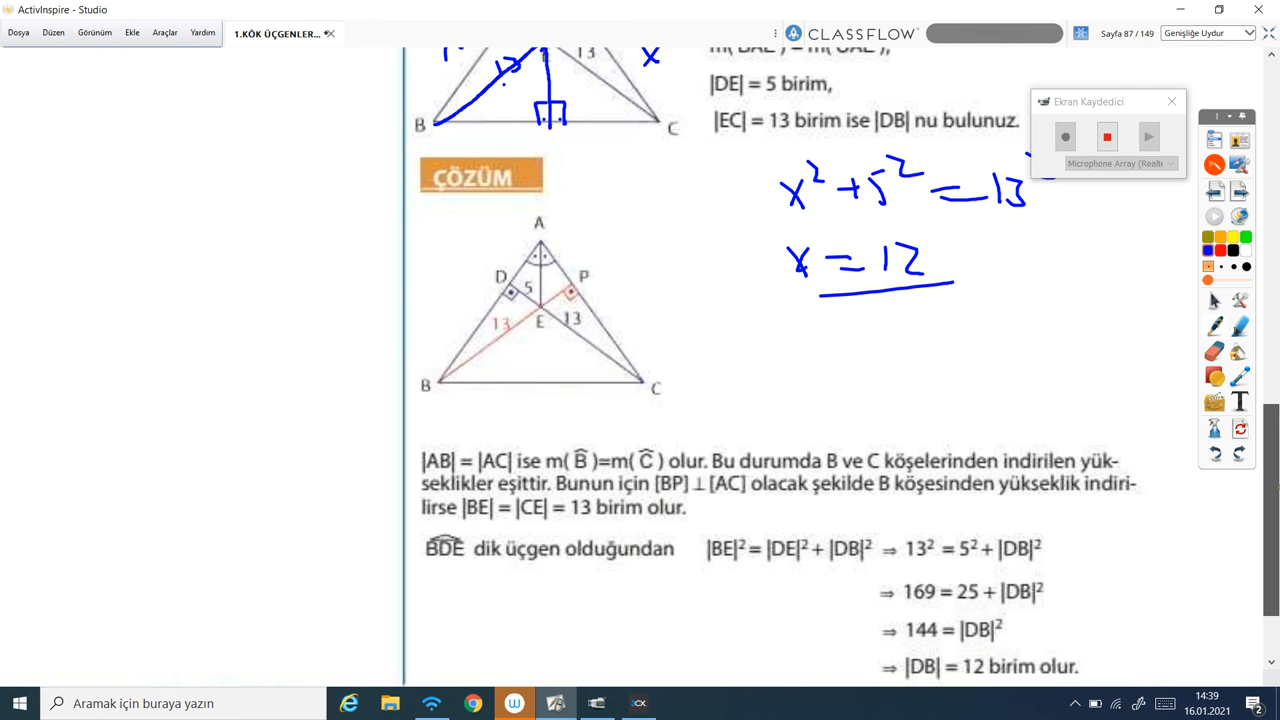 ActivInspire - Studio
Dosya Düzen Görünüm Ekle Araçlar Yardım
1.KÖK ÜÇGENLER...
CLASSFLOW
Sayfa 87 / 149
Genişliğine Uydur
13
13
x
B
C
|DE| = 5 birim,
|EC| = 13 birim ise |DB| nu bulunuz.
Ekran Kaydedici
Microphone Array (Realte
ÇÖZÜM
x² + 5² = 13
x = 12
A
D
P
5
E
13
13
B
C
|AB| = |AC| ise m(B̂)=m(Ĉ) olur. Bu durumda B ve C köşelerinden indirilen yük-
seklikler eşittir. Bunun için [BP] ⊥ [AC] olacak şekilde B köşesinden yükseklik indiri-
lirse |BE| = |CE| = 13 birim olur.
BDE dik üçgen olduğundan |BE|² = |DE|² + |DB|² ⇒ 13² = 5² + |DB|²
⇒ 169 = 25 + |DB|²
⇒ 144 = |DB|²
⇒ |DB| = 12 birim olur.
Aramak için buraya yazın
14:39
16.01.2021
2